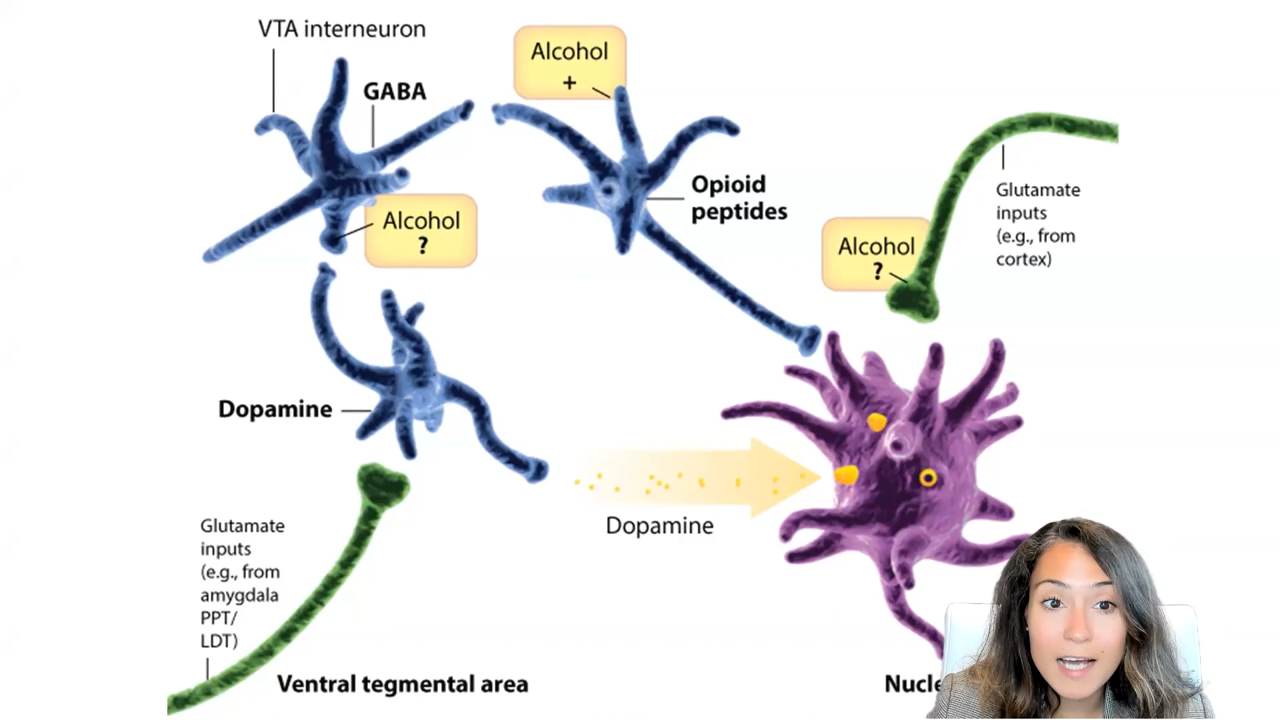 VTA interneuron
GABA
Alcohol
?
Alcohol
+
Opioid
peptides
Glutamate
inputs
(e.g., from
cortex)
Alcohol
?
Dopamine
Dopamine
Glutamate
inputs
(e.g., from
amygdala
PPT/
LDT)
Ventral tegmental area